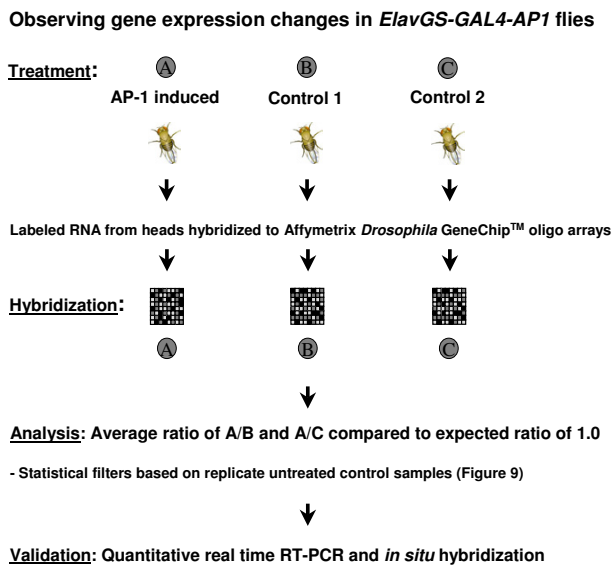 Observing gene expression changes in ElavGS-GAL4-AP1 flies
Treatment: A B C
AP-1 induced Control 1 Control 2
Labeled RNA from heads hybridized to Affymetrix Drosophila GeneChip™ oligo arrays
Hybridization:
A B C
Analysis: Average ratio of A/B and A/C compared to expected ratio of 1.0
- Statistical filters based on replicate untreated control samples (Figure 9)
Validation: Quantitative real time RT-PCR and in situ hybridization